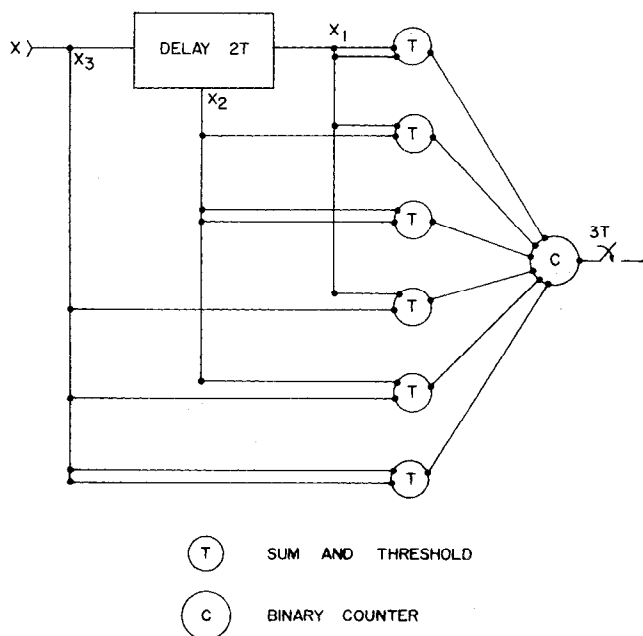 X
X3
DELAY 2T
X1
X2
T
T
T
T
T
T
C
3T
T SUM AND THRESHOLD
C BINARY COUNTER